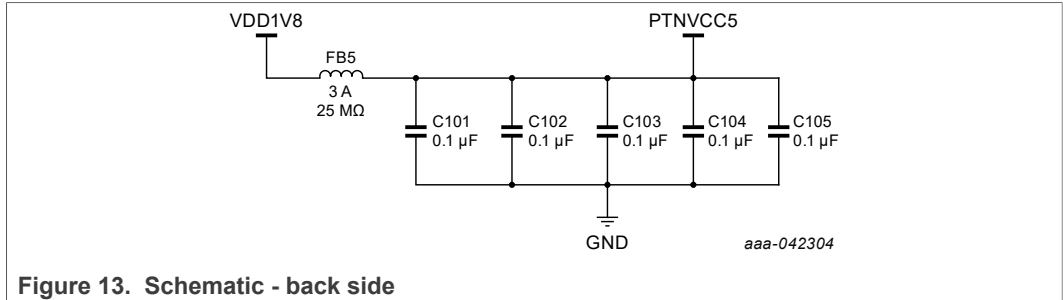 VDD1V8
PTNVCC5
FB5
3 A
25 MΩ
C101
0.1 µF
C102
0.1 µF
C103
0.1 µF
C104
0.1 µF
C105
0.1 µF
GND
aaa-042304
Figure 13. Schematic - back side